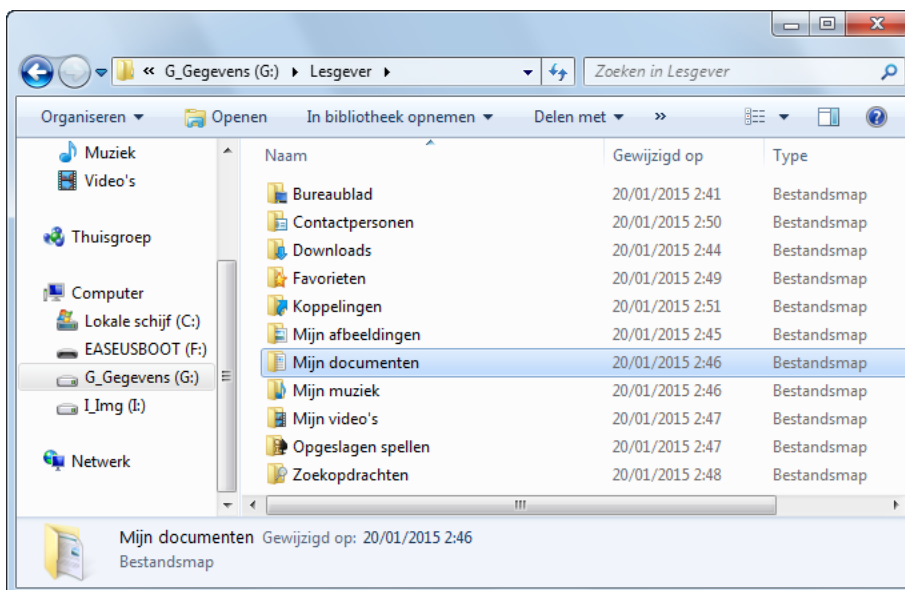 « G_Gegevens (G:) Lesgever Zoeken in Lesgever
Organiseren Openen In bibliotheek opnemen Delen met »
Muziek
Video's
Thuisgroep
Computer
Lokale schijf (C:)
EASEUSBOOT (F:)
G_Gegevens (G:)
I_Img (I:)
Netwerk
Naam Gewijzigd op Type
Bureaublad 20/01/2015 2:41 Bestandsmap
Contactpersonen 20/01/2015 2:50 Bestandsmap
Downloads 20/01/2015 2:44 Bestandsmap
Favorieten 20/01/2015 2:49 Bestandsmap
Koppelingen 20/01/2015 2:51 Bestandsmap
Mijn afbeeldingen 20/01/2015 2:45 Bestandsmap
Mijn documenten 20/01/2015 2:46 Bestandsmap
Mijn muziek 20/01/2015 2:46 Bestandsmap
Mijn video's 20/01/2015 2:47 Bestandsmap
Opgeslagen spellen 20/01/2015 2:47 Bestandsmap
Zoekopdrachten 20/01/2015 2:48 Bestandsmap
Mijn documenten Gewijzigd op: 20/01/2015 2:46
Bestandsmap